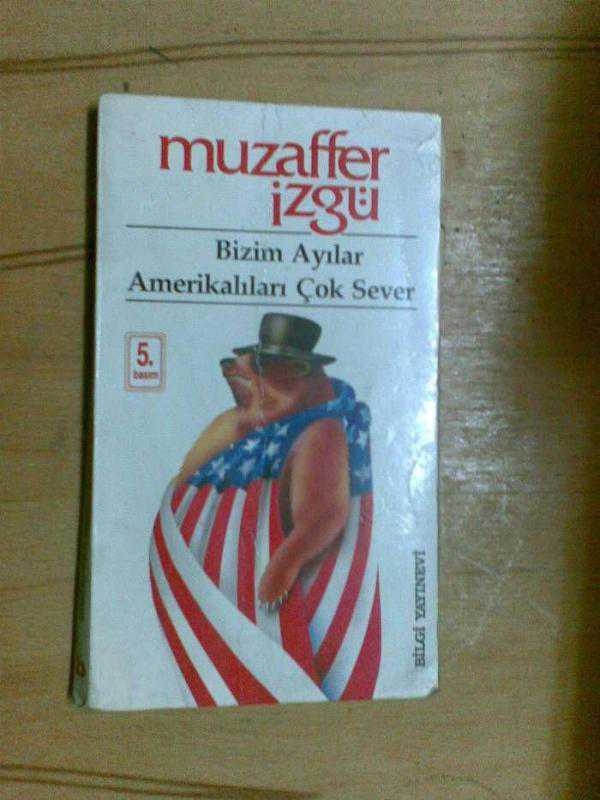 muzaffer
izgü
Bizim Ayılar
Amerikalıları Çok Sever
5.
basım
BİLGİ YAYINEVİ